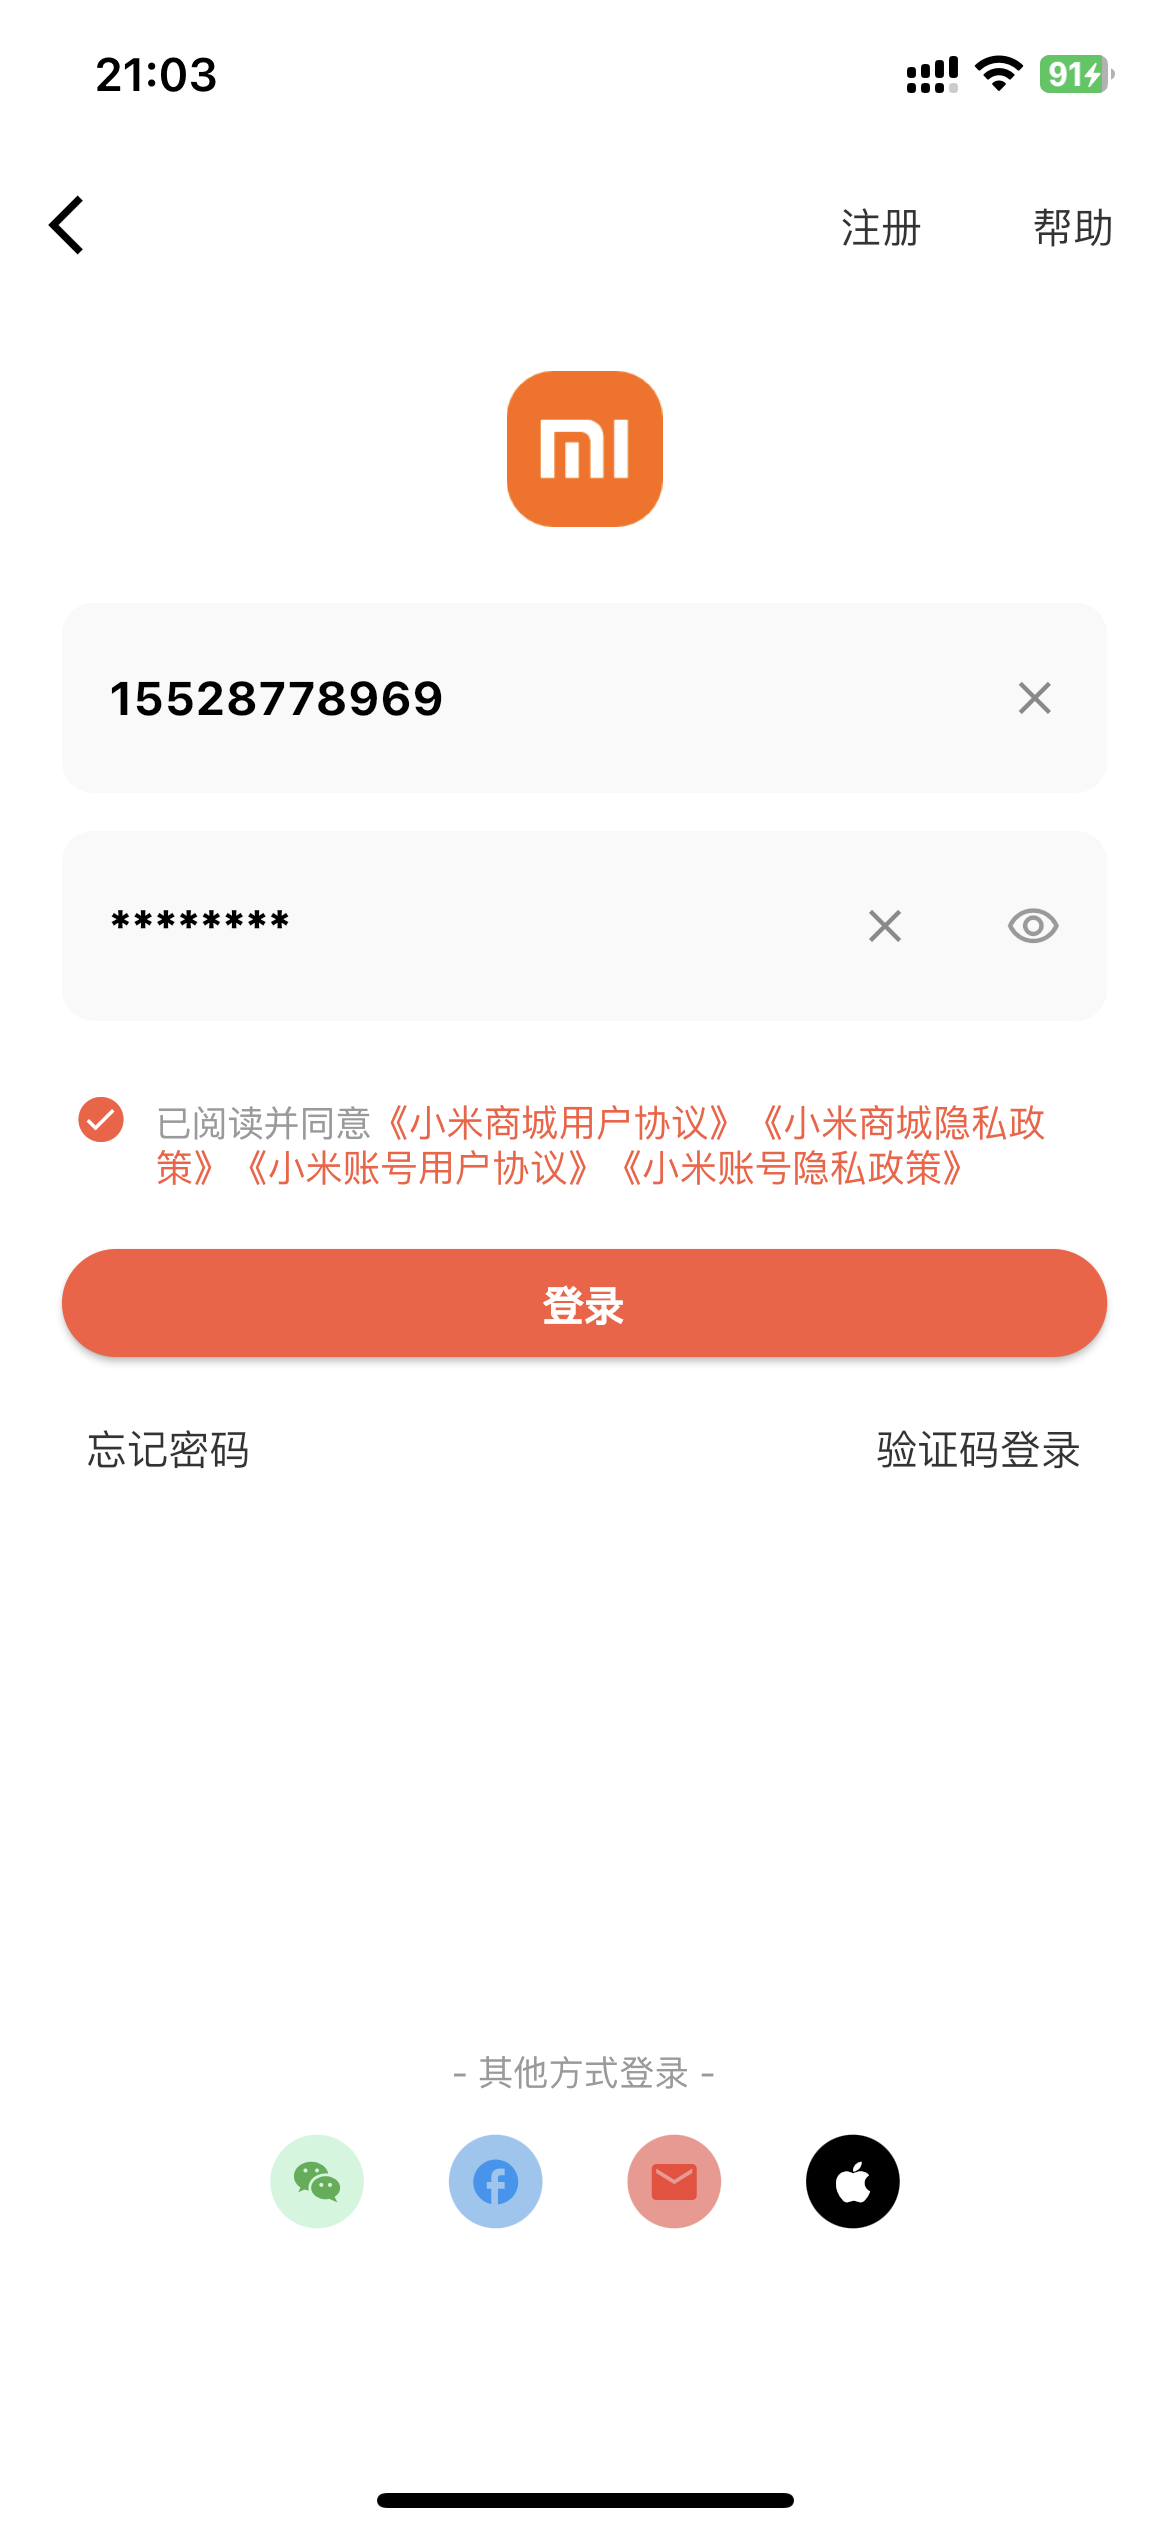 21:03
91
注册
帮助
mi
15528778969
********
已阅读并同意《小米商城用户协议》《小米商城隐私政
策》《小米账号用户协议》《小米账号隐私政策》
登录
忘记密码
验证码登录
- 其他方式登录 -